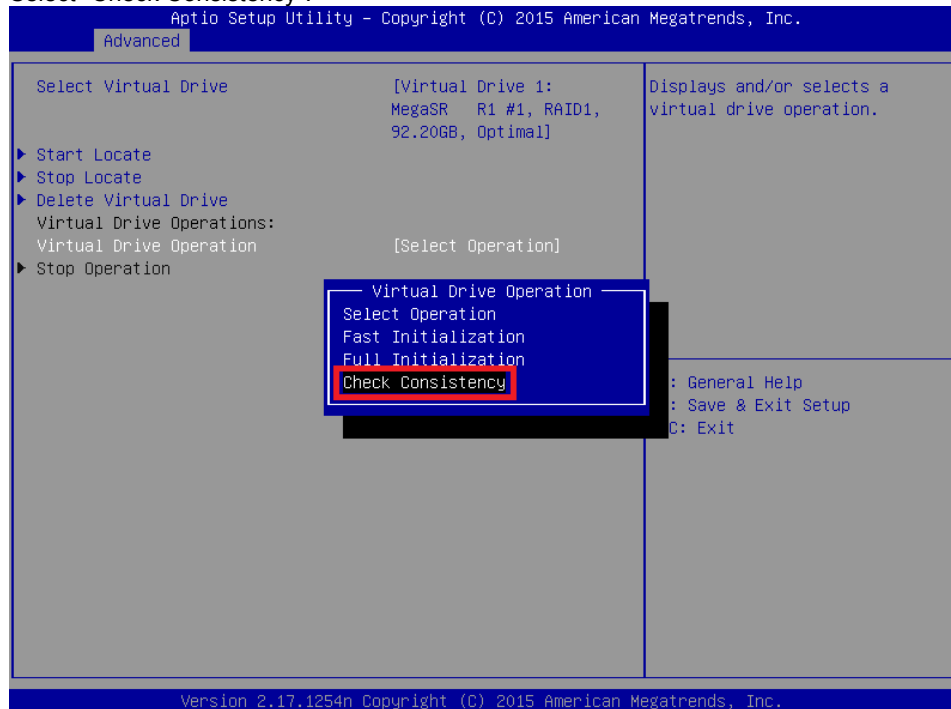 Select "Check Consistency".
Aptio Setup Utility – Copyright (C) 2015 American Megatrends, Inc.
Advanced
Select Virtual Drive [Virtual Drive 1: Displays and/or selects a
MegaSR R1 #1, RAID1, virtual drive operation.
92.20GB, Optimal]
Start Locate
Stop Locate
Delete Virtual Drive
Virtual Drive Operations:
Virtual Drive Operation [Select Operation]
Stop Operation
Virtual Drive Operation
Select Operation
Fast Initialization
Full Initialization
Check Consistency
: General Help
: Save & Exit Setup
C: Exit
Version 2.17.1254n Copyright (C) 2015 American Megatrends, Inc.